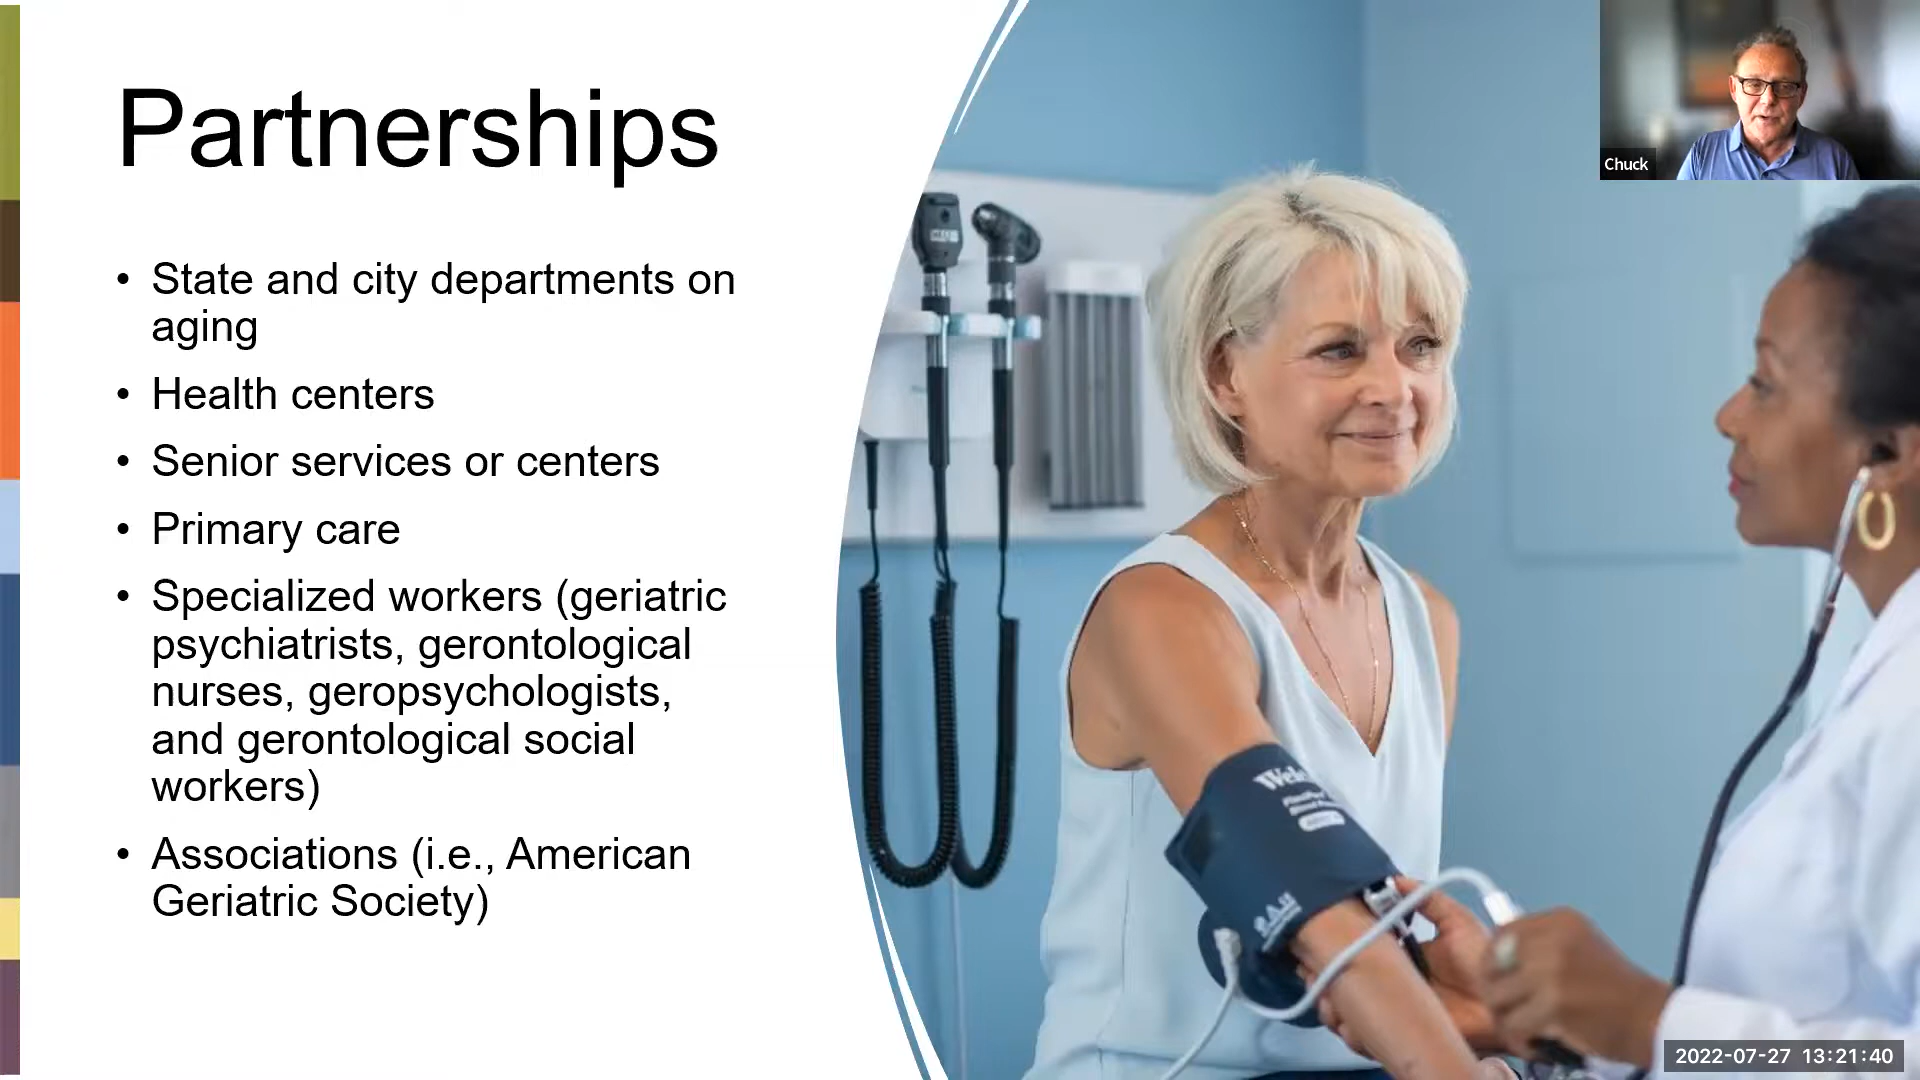 Partnerships
• State and city departments on
aging
• Health centers
• Senior services or centers
• Primary care
• Specialized workers (geriatric
psychiatrists, gerontological
nurses, geropsychologists,
and gerontological social
workers)
• Associations (i.e., American
Geriatric Society)
Chuck
2022-07-27 13:21:40